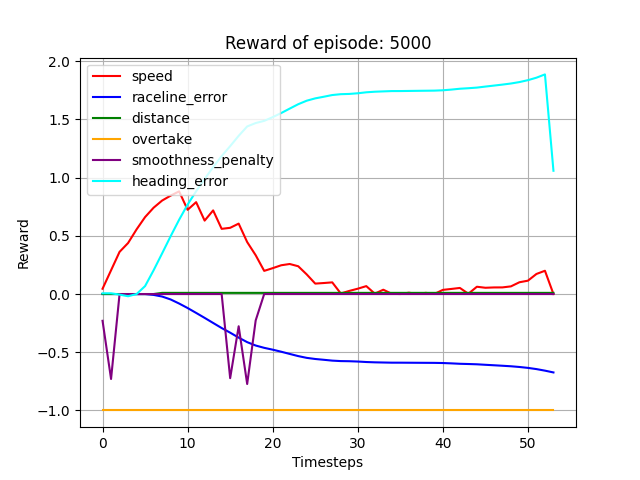 Reward of episode: 5000
2.0
1.5
1.0
0.5
0.0
−0.5
−1.0
Reward
speed
raceline_error
distance
overtake
smoothness_penalty
heading_error
0 10 20 30 40 50
Timesteps